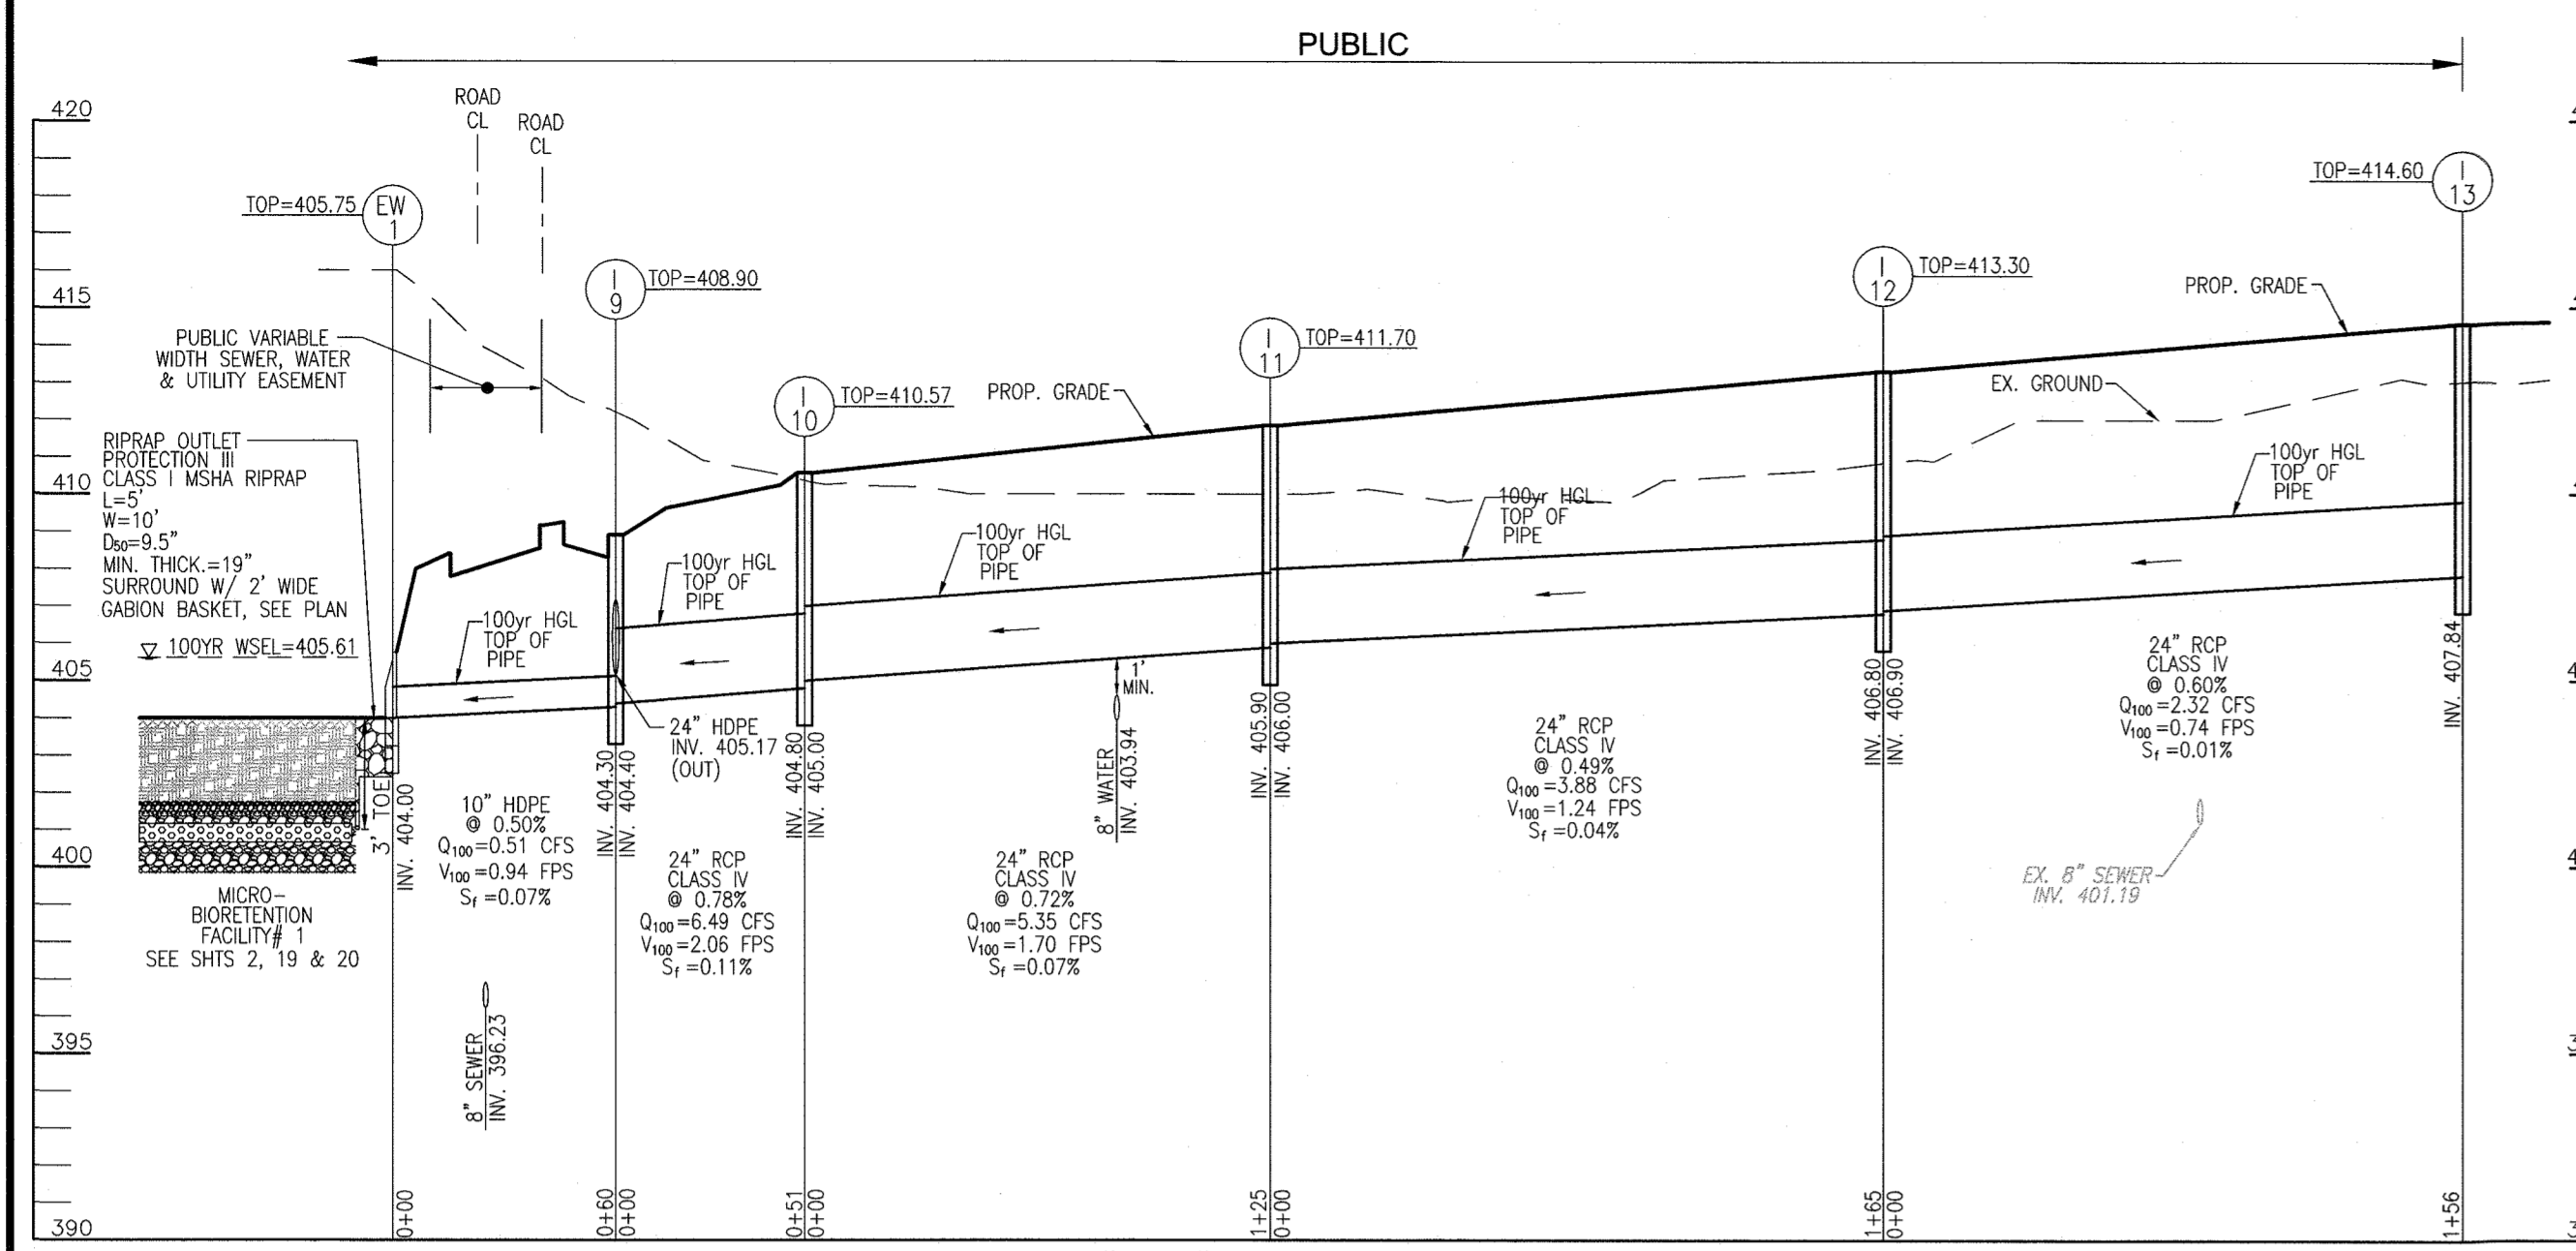 PUBLIC
420
415
410
405
400
395
390
ROAD
CL
ROAD
CL
TOP=405.75
EW
1
I
9
TOP=408.90
I
10
TOP=410.57
I
11
TOP=411.70
I
12
TOP=413.30
TOP=414.60
I
13
PUBLIC VARIABLE
WIDTH SEWER, WATER
& UTILITY EASEMENT
RIPRAP OUTLET
PROTECTION III
CLASS I MSHA RIPRAP
L=5'
W=10'
D50=9.5"
MIN. THICK.=19"
SURROUND W/ 2' WIDE
GABION BASKET, SEE PLAN
100YR WSEL=405.61
PROP. GRADE
PROP. GRADE
EX. GROUND
100yr HGL
TOP OF
PIPE
100yr HGL
TOP OF
PIPE
100yr HGL
TOP OF
PIPE
100yr HGL
TOP OF
PIPE
100yr HGL
TOP OF
PIPE
3' TOE
INV. 404.00
MICRO-
BIORETENTION
FACILITY# 1
SEE SHTS 2, 19 & 20
10" HDPE
@ 0.50%
Q100=0.51 CFS
V100=0.94 FPS
Sf=0.07%
8" SEWER
INV. 396.23
INV. 404.30
INV. 404.40
24" HDPE
INV. 405.17
(OUT)
24" RCP
CLASS IV
@ 0.78%
Q100=6.49 CFS
V100=2.06 FPS
Sf=0.11%
INV. 404.80
INV. 405.00
24" RCP
CLASS IV
@ 0.72%
Q100=5.35 CFS
V100=1.70 FPS
Sf=0.07%
1'
MIN.
8" WATER
INV. 403.94
INV. 405.90
INV. 406.00
24" RCP
CLASS IV
@ 0.49%
Q100=3.88 CFS
V100=1.24 FPS
Sf=0.04%
INV. 406.80
INV. 406.90
24" RCP
CLASS IV
@ 0.60%
Q100=2.32 CFS
V100=0.74 FPS
Sf=0.01%
EX. 8" SEWER
INV. 401.19
INV. 407.84
0+00
0+60
0+00
0+51
0+00
1+25
0+00
1+65
0+00
1+56